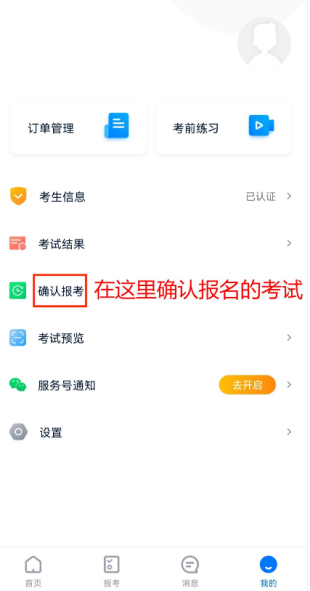 订单管理
考前练习
考生信息
已认证
考试结果
确认报考
在这里确认报名的考试
考试预览
服务号通知
去开启
设置
首页
报考
消息
我的